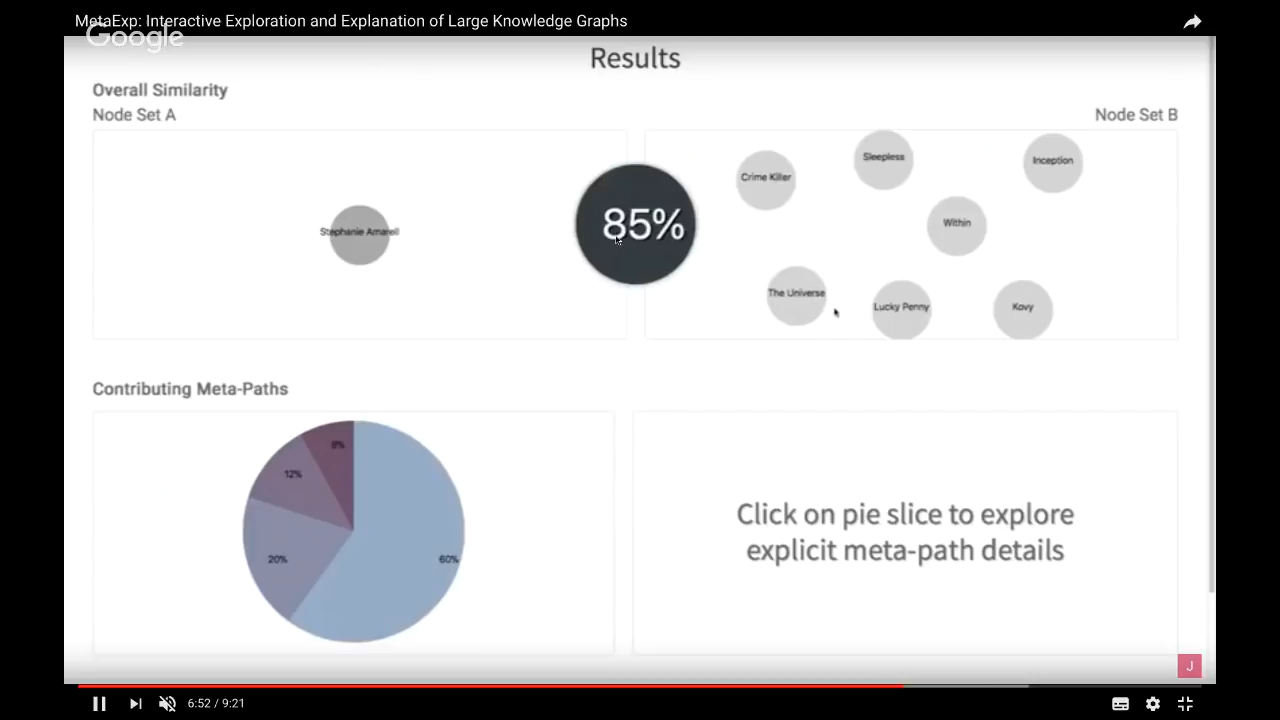 MetaExp: Interactive Exploration and Explanation of Large Knowledge Graphs
Google
Results
Overall Similarity
Node Set A
Node Set B
Stephanie Amarell
85%
Crime Killer
Sleepless
Inception
Within
The Universe
Lucky Penny
Kovy
Contributing Meta-Paths
8%
12%
20%
60%
Click on pie slice to explore
explicit meta-path details
J
6:52 / 9:21